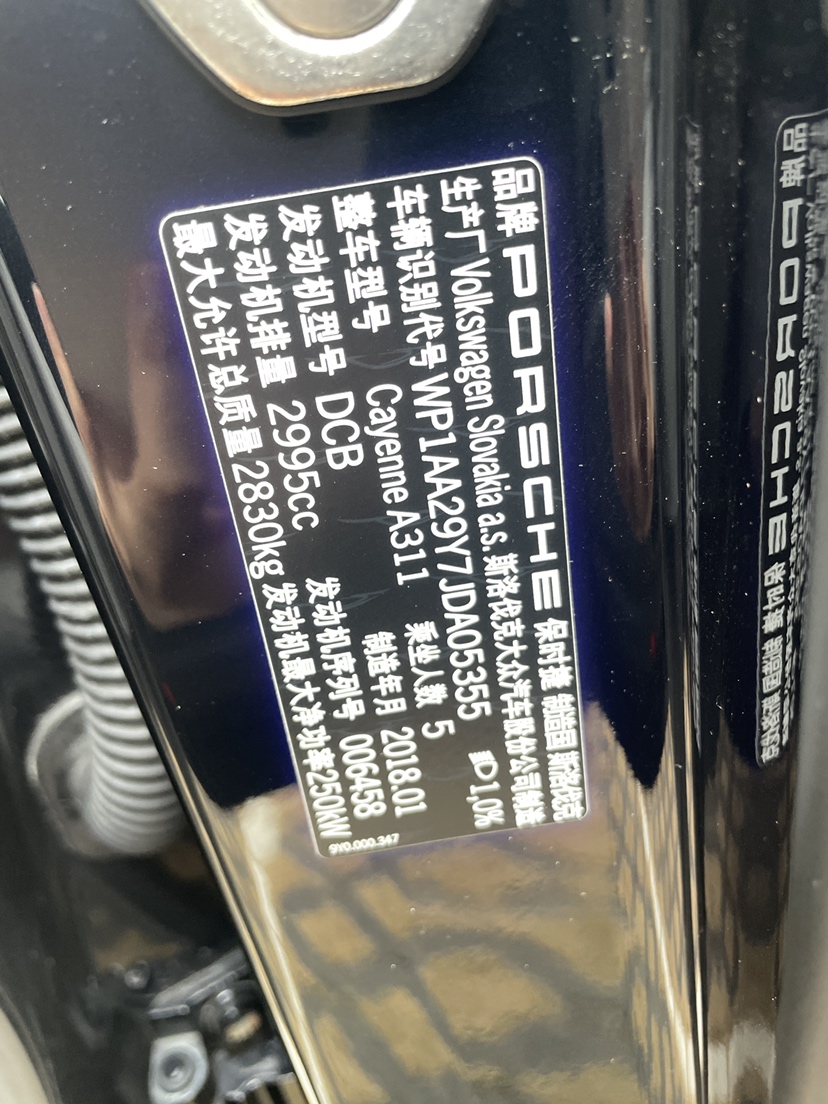 品牌 PORSCHE 保时捷 制造国 斯洛伐克
生产厂 Volkswagen Slovakia a.s. 斯洛伐克大众汽车股份公司制造
车辆识别代号 WP1AA29Y7JDA05355 1,0%
整车型号 Cayenne A311 乘坐人数 5
发动机型号 DCB 制造年月 2018.01
发动机排量 2995cc 发动机序列号 006458
最大允许总质量 2830kg 发动机最大净功率250kW
9Y0.000.347